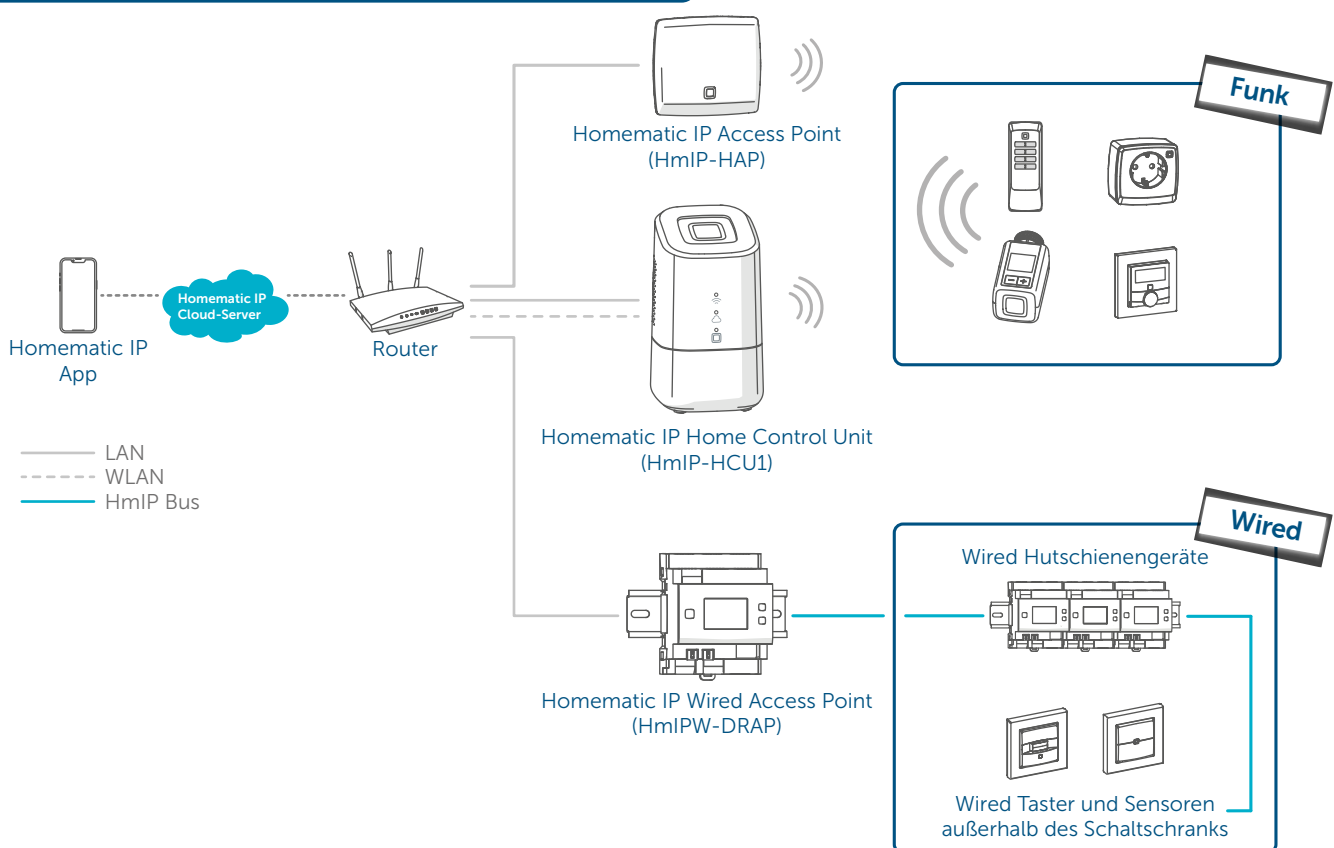 Funk
Homematic IP Access Point
(HmIP-HAP)
Homematic IP
Cloud-Server
Homematic IP
App
Router
Homematic IP Home Control Unit
(HmIP-HCU1)
LAN
WLAN
HmIP Bus
Wired
Wired Hutschienengeräte
Homematic IP Wired Access Point
(HmIPW-DRAP)
Wired Taster und Sensoren
außerhalb des Schaltschranks